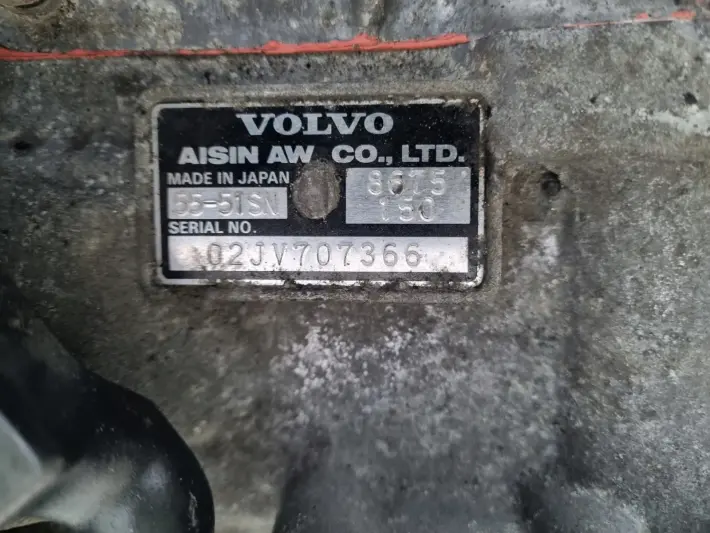 VOLVO
AISIN AW CO., LTD.
MADE IN JAPAN
55-51SN
8675
150
SERIAL NO.
02JV707366